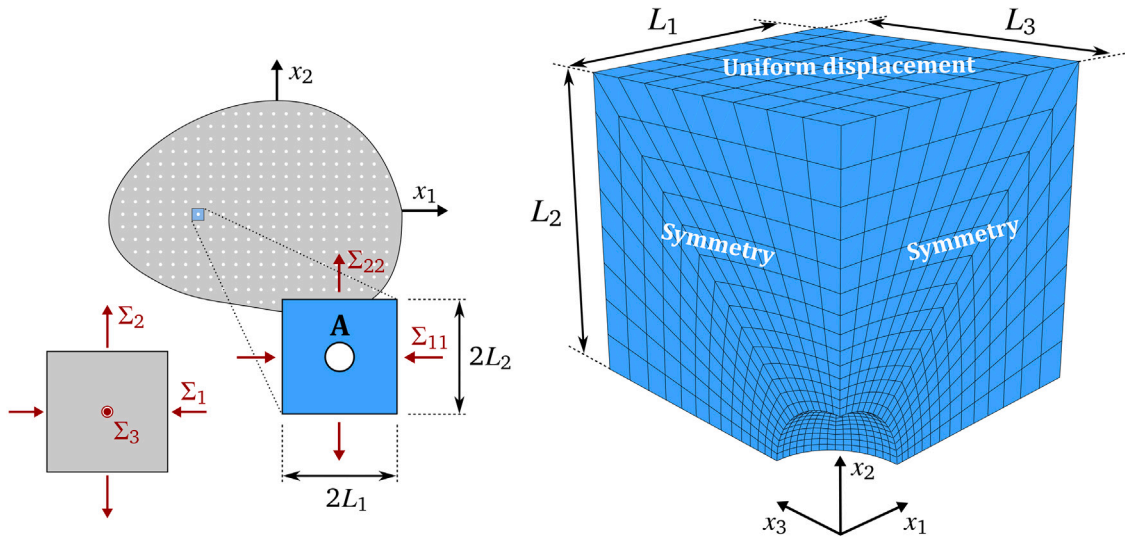 x₂
x₁
Σ₂₂
A
Σ₁₁
2L₂
2L₁
Σ₂
Σ₁
Σ₃
L₁
L₃
Uniform displacement
L₂
Symmetry
Symmetry
x₂
x₃
x₁